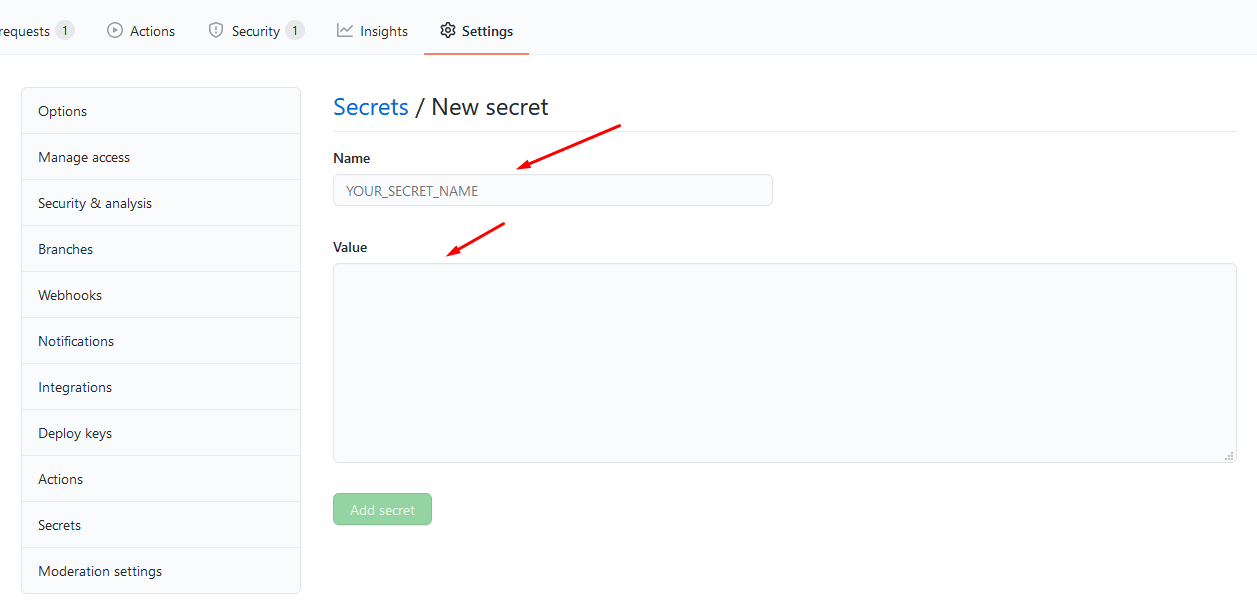 requests 1 Actions Security 1 Insights Settings
Options
Manage access
Security & analysis
Branches
Webhooks
Notifications
Integrations
Deploy keys
Actions
Secrets
Moderation settings
Secrets / New secret
Name
YOUR_SECRET_NAME
Value
Add secret